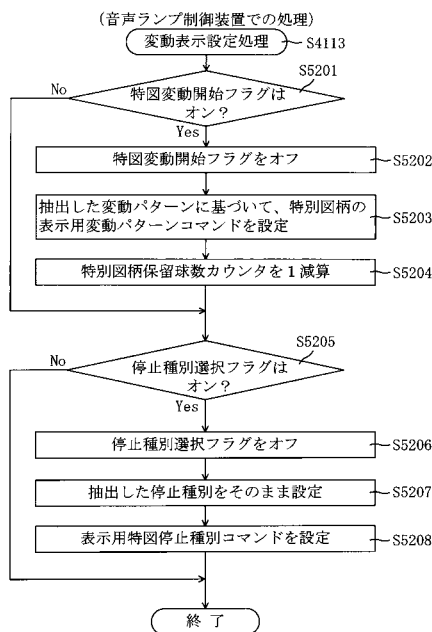 (音声ランプ制御装置での処理)
変動表示設定処理
S4113
S5201
No
特図変動開始フラグは
オン?
Yes
特図変動開始フラグをオフ
S5202
抽出した変動パターンに基づいて、特別図柄の
表示用変動パターンコマンドを設定
S5203
特別図柄保留球数カウンタを1減算
S5204
S5205
No
停止種別選択フラグは
オン?
Yes
停止種別選択フラグをオフ
S5206
抽出した停止種別をそのまま設定
S5207
表示用特図停止種別コマンドを設定
S5208
終 了